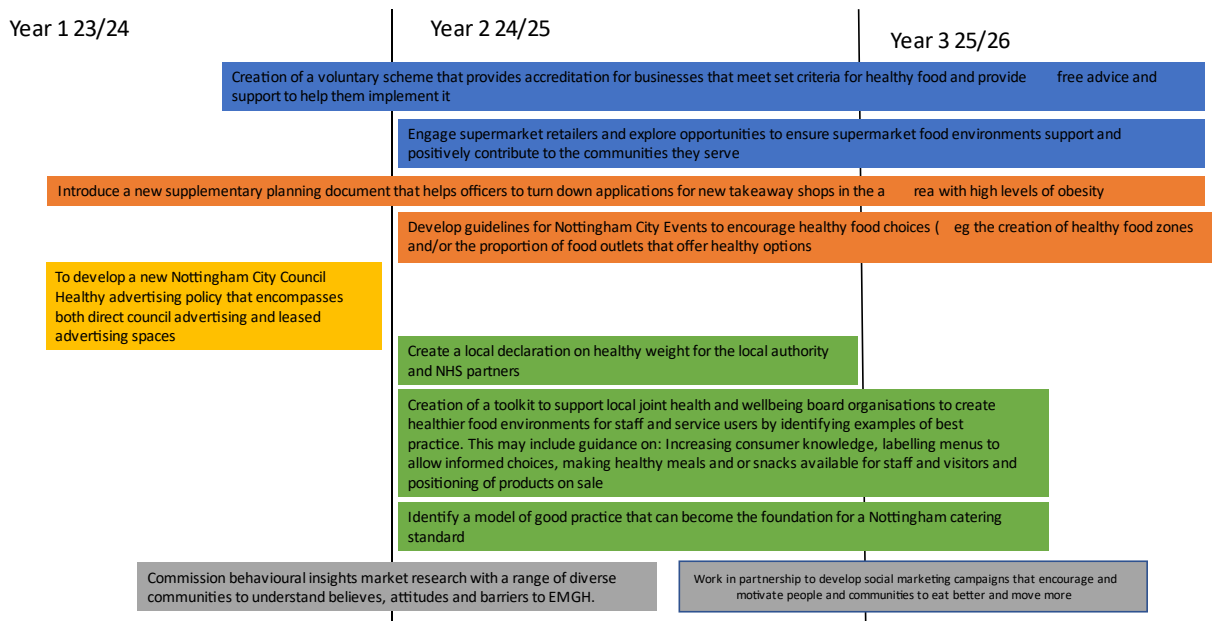 Year 1 23/24
Year 2 24/25
Year 3 25/26
Creation of a voluntary scheme that provides accreditation for businesses that meet set criteria for healthy food and provide free advice and
support to help them implement it
Engage supermarket retailers and explore opportunities to ensure supermarket food environments support and
positively contribute to the communities they serve
Introduce a new supplementary planning document that helps officers to turn down applications for new takeaway shops in the a rea with high levels of obesity
Develop guidelines for Nottingham City Events to encourage healthy food choices ( eg the creation of healthy food zones
and/or the proportion of food outlets that offer healthy options
To develop a new Nottingham City Council
Healthy advertising policy that encompasses
both direct council advertising and leased
advertising spaces
Create a local declaration on healthy weight for the local authority
and NHS partners
Creation of a toolkit to support local joint health and wellbeing board organisations to create
healthier food environments for staff and service users by identifying examples of best
practice. This may include guidance on: Increasing consumer knowledge, labelling menus to
allow informed choices, making healthy meals and or snacks available for staff and visitors and
positioning of products on sale
Identify a model of good practice that can become the foundation for a Nottingham catering
standard
Commission behavioural insights market research with a range of diverse
communities to understand believes, attitudes and barriers to EMGH.
Work in partnership to develop social marketing campaigns that encourage and
motivate people and communities to eat better and move more